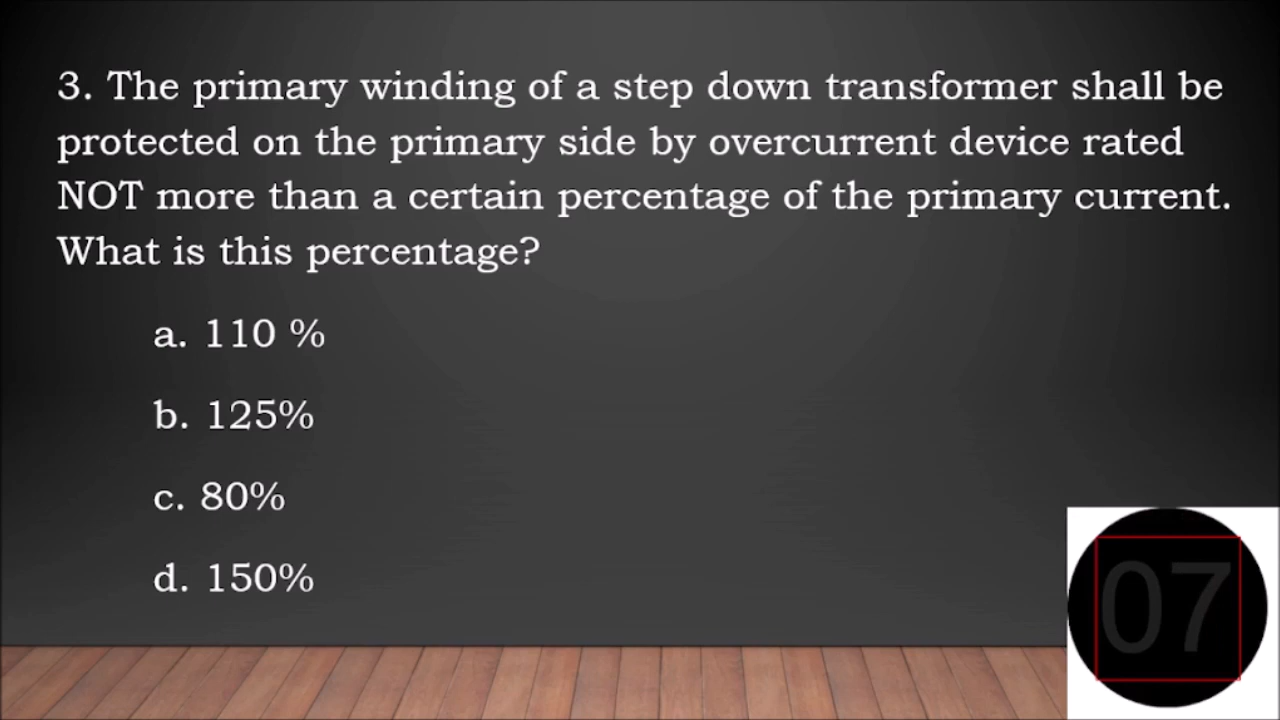 3. The primary winding of a step down transformer shall be
protected on the primary side by overcurrent device rated
NOT more than a certain percentage of the primary current.
What is this percentage?
a. 110 %
b. 125%
c. 80%
d. 150%
07